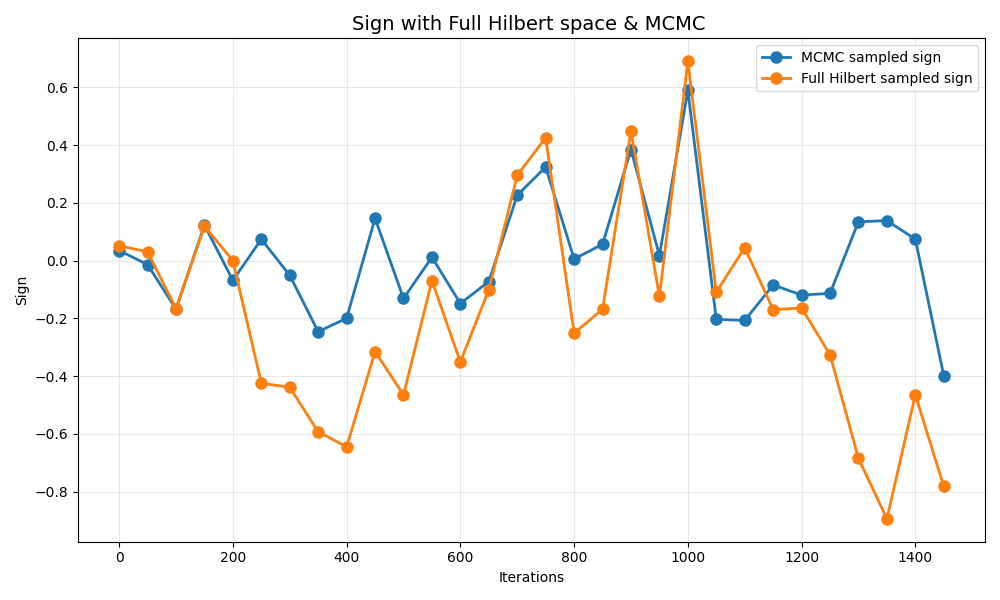 Sign with Full Hilbert space & MCMC
MCMC sampled sign
Full Hilbert sampled sign
Sign
0.6
0.4
0.2
0.0
−0.2
−0.4
−0.6
−0.8
0 200 400 600 800 1000 1200 1400
Iterations